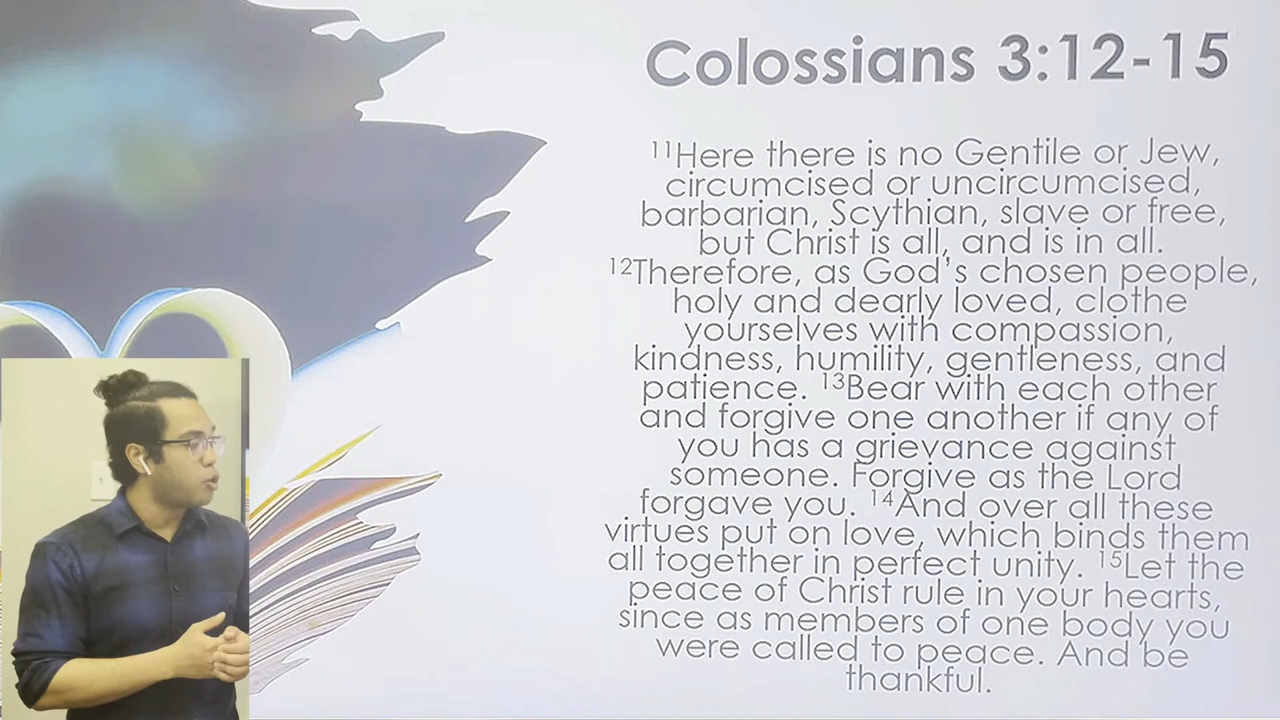 Colossians 3:12-15
¹¹Here there is no Gentile or Jew,
circumcised or uncircumcised,
barbarian, Scythian, slave or free,
but Christ is all, and is in all.
¹²Therefore, as God's chosen people,
holy and dearly loved, clothe
yourselves with compassion,
kindness, humility, gentleness, and
patience. ¹³Bear with each other
and forgive one another if any of
you has a grievance against
someone. Forgive as the Lord
forgave you. ¹⁴And over all these
virtues put on love, which binds them
all together in perfect unity. ¹⁵Let the
peace of Christ rule in your hearts,
since as members of one body you
were called to peace. And be
thankful.